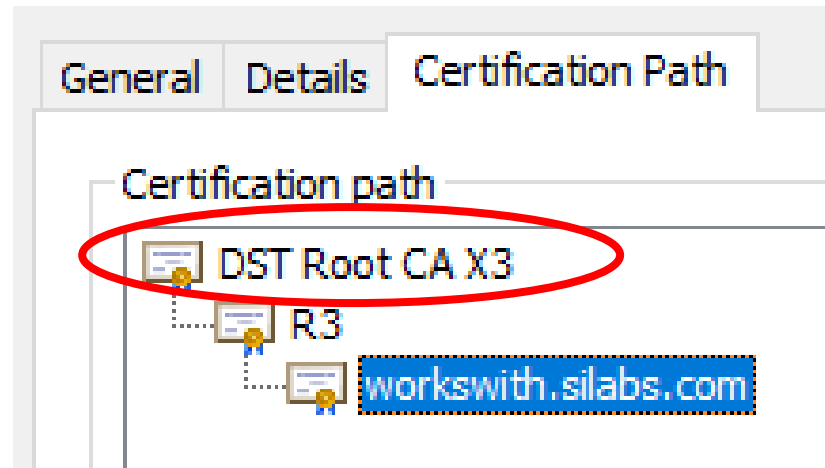 General Details Certification Path
Certification path
DST Root CA X3
R3
workswith.silabs.com